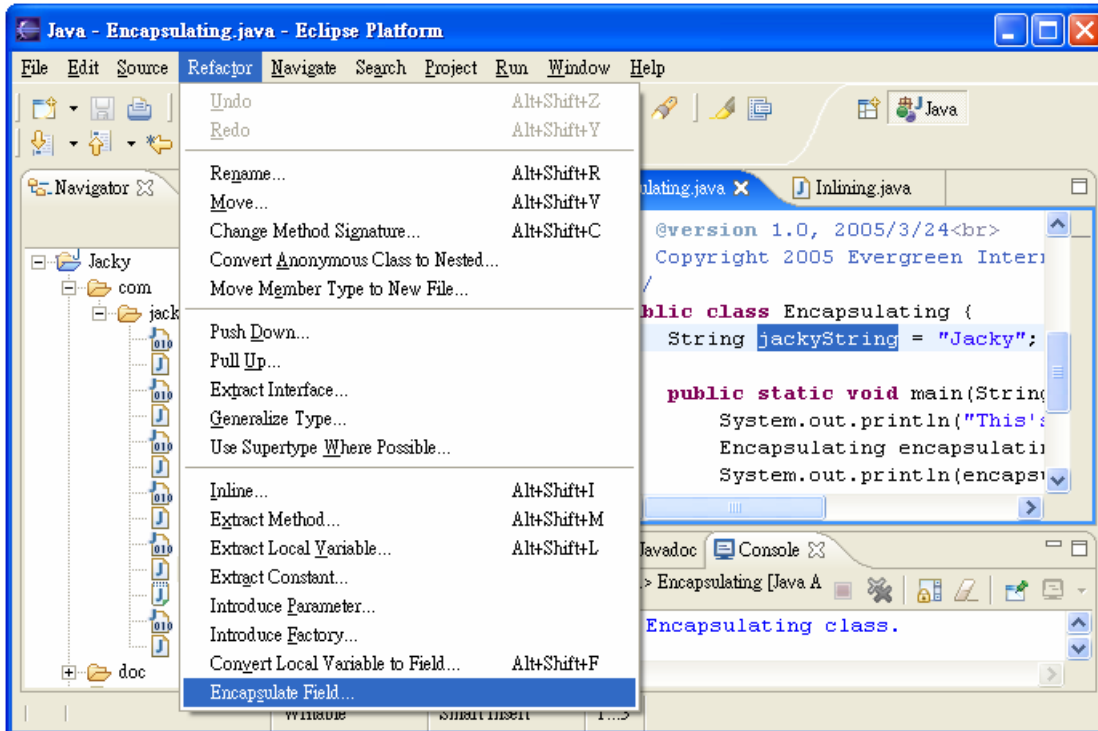 Java - Encapsulating.java - Eclipse Platform
File Edit Source Refactor Navigate Search Project Run Window Help
Undo Alt+Shift+Z
Redo Alt+Shift+Y
Rename... Alt+Shift+R
Move... Alt+Shift+V
Change Method Signature... Alt+Shift+C
Convert Anonymous Class to Nested...
Move Member Type to New File...
Push Down...
Pull Up...
Extract Interface...
Generalize Type...
Use Supertype Where Possible...
Inline... Alt+Shift+I
Extract Method... Alt+Shift+M
Extract Local Variable... Alt+Shift+L
Extract Constant...
Introduce Parameter...
Introduce Factory...
Convert Local Variable to Field... Alt+Shift+F
Encapsulate Field...
Java
Navigator
Jacky
com
jack
doc
ulating.java Inlining.java
@version 1.0, 2005/3/24<br>
Copyright 2005 Evergreen Inter
/
blic class Encapsulating {
String jackyString = "Jacky";
public static void main(String
System.out.println("This's
Encapsulating encapsulati
System.out.println(encaps
Javadoc Console
> Encapsulating [Java A
Encapsulating class.
Writable Smart Insert